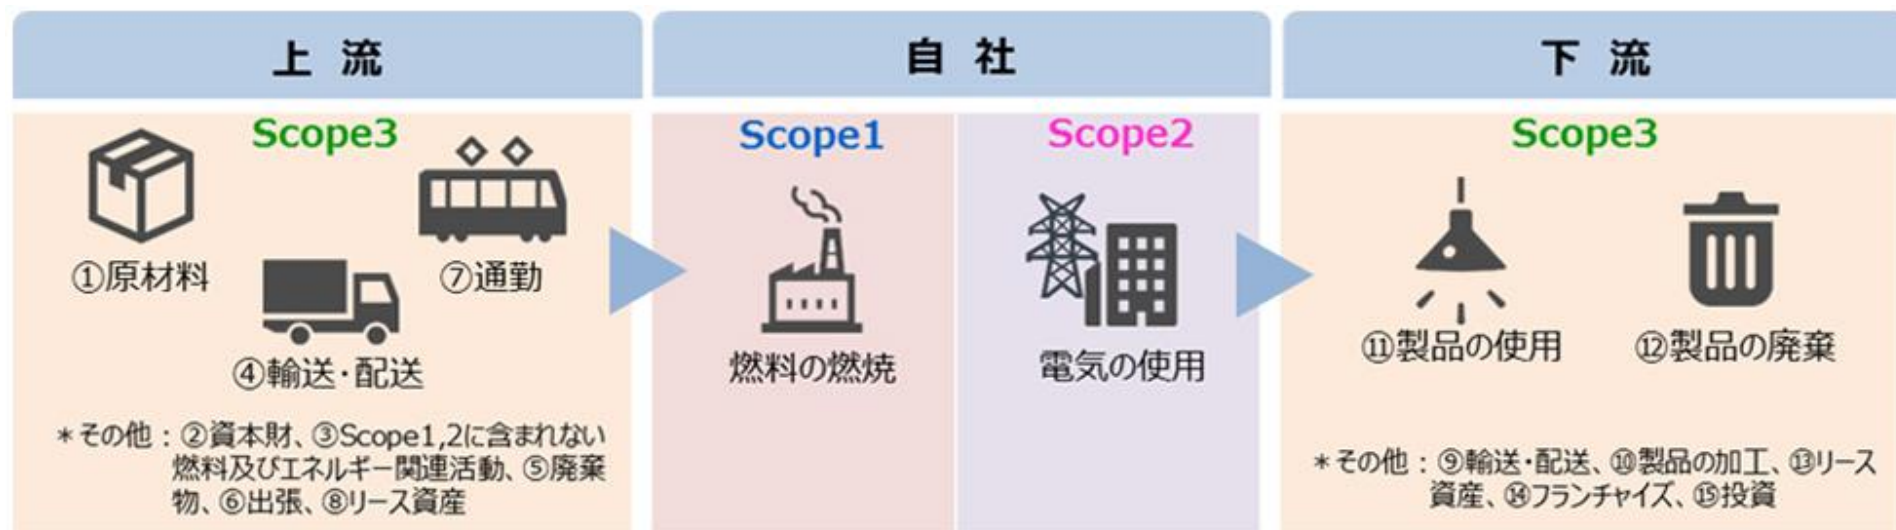 上 流
自 社
下 流
Scope3
①原材料
⑦通勤
④輸送・配送
＊その他：②資本財、③Scope1,2に含まれない
燃料及びエネルギー関連活動、⑤廃棄
物、⑥出張、⑧リース資産
Scope1
燃料の燃焼
Scope2
電気の使用
Scope3
⑪製品の使用
⑫製品の廃棄
＊その他：⑨輸送・配送、⑩製品の加工、⑬リース
資産、⑭フランチャイズ、⑮投資